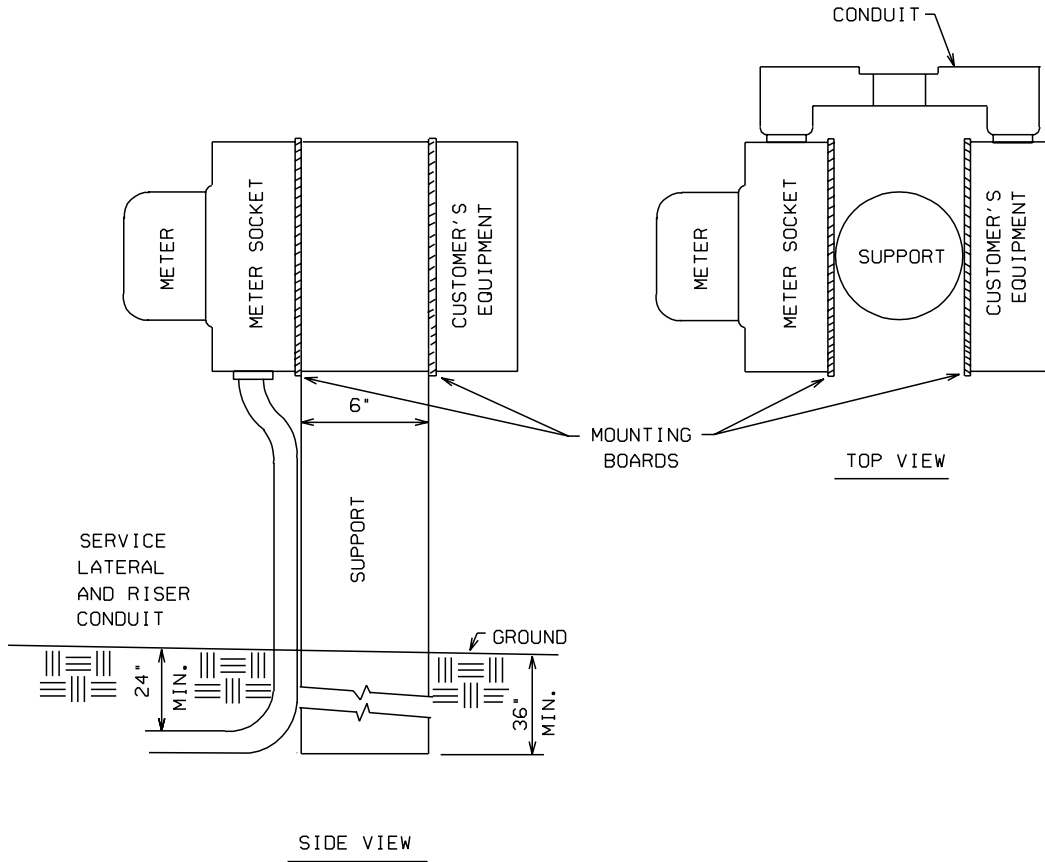 CONDUIT
METER
METER SOCKET
CUSTOMER'S
EQUIPMENT
METER
METER SOCKET
SUPPORT
CUSTOMER'S
EQUIPMENT
6"
MOUNTING
BOARDS
TOP VIEW
SUPPORT
SERVICE
LATERAL
AND RISER
CONDUIT
GROUND
24"
MIN.
36"
MIN.
SIDE VIEW